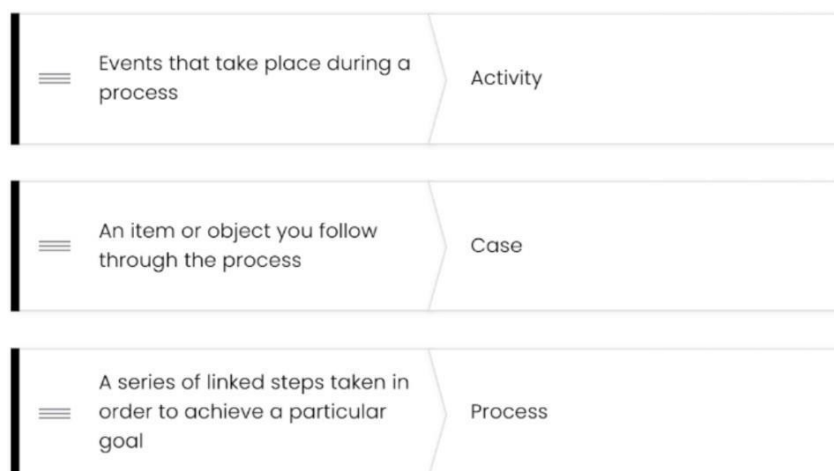 Events that take place during a
process
Activity
An item or object you follow
through the process
Case
A series of linked steps taken in
order to achieve a particular
goal
Process